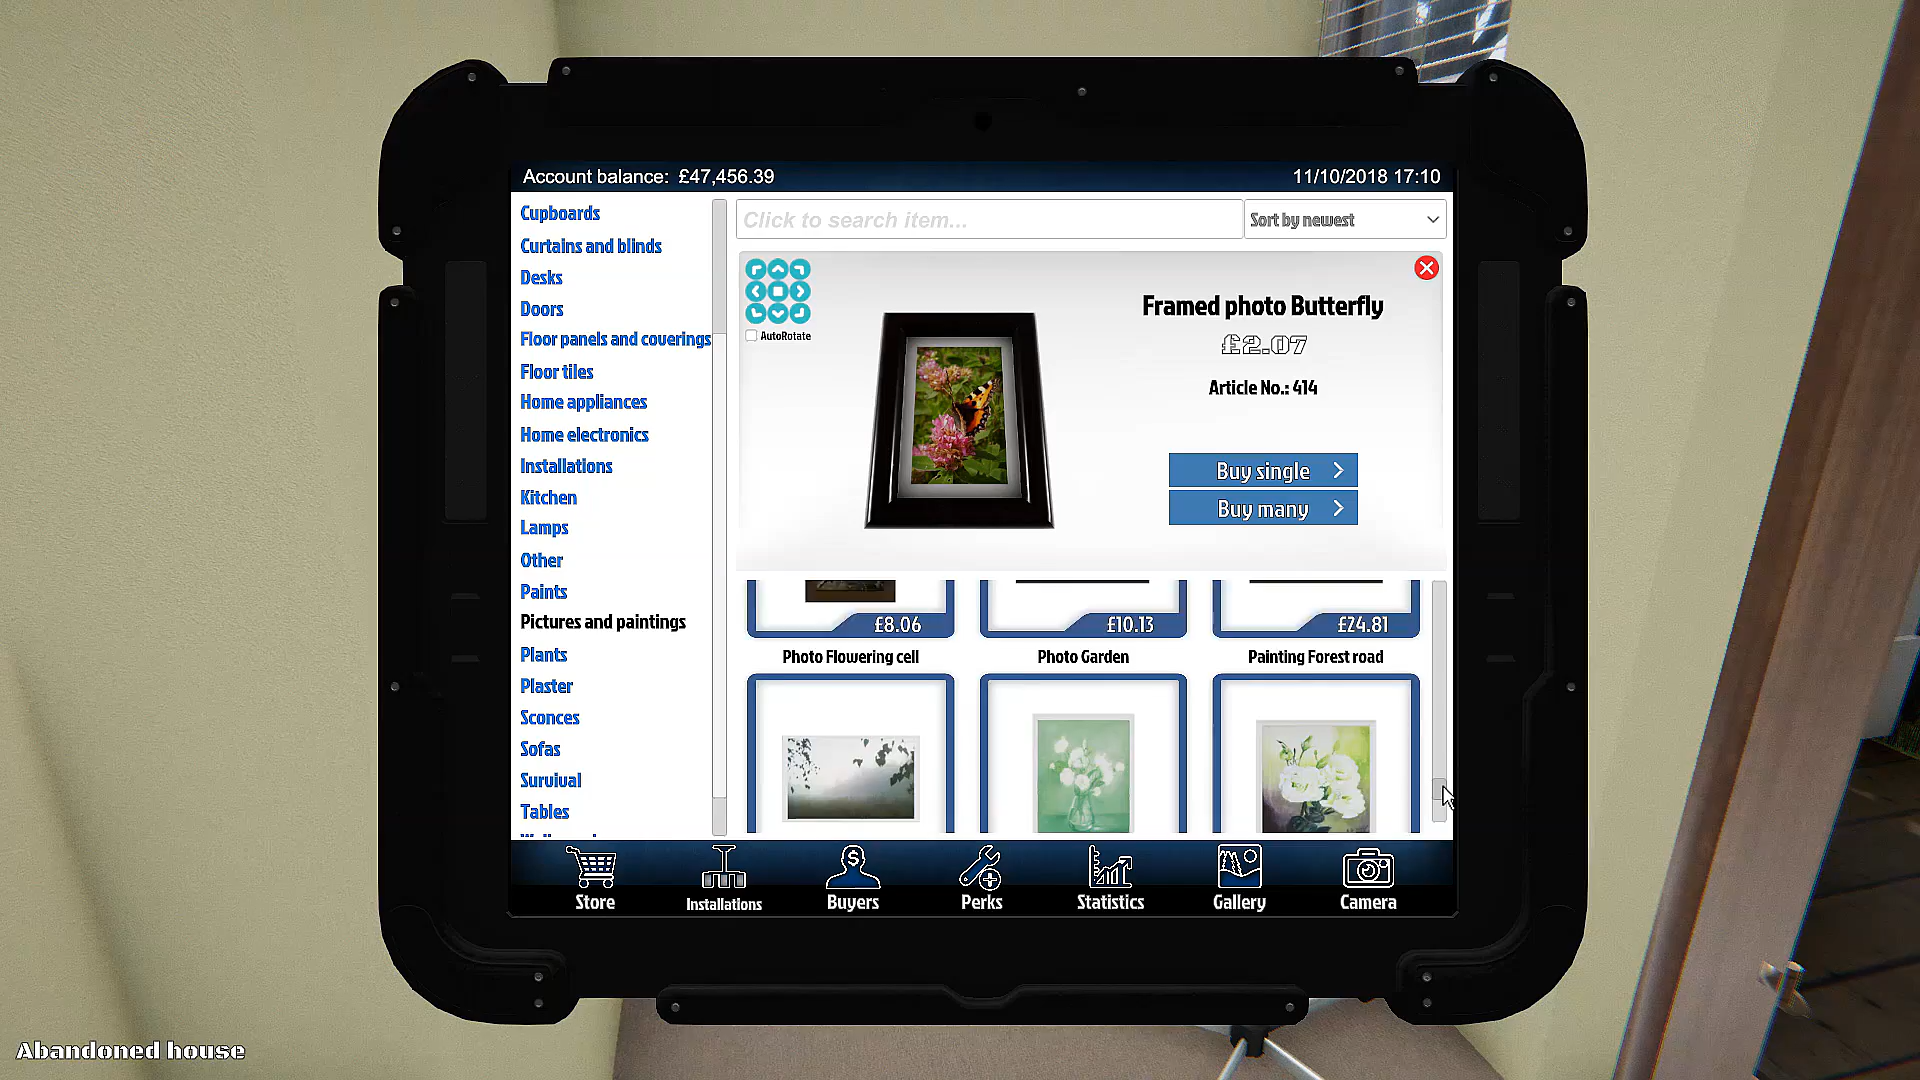 Account balance: £47,456.39
11/10/2018 17:10
Cupboards
Curtains and blinds
Desks
Doors
Floor panels and coverings
Floor tiles
Home appliances
Home electronics
Installations
Kitchen
Lamps
Other
Paints
Pictures and paintings
Plants
Plaster
Sconces
Sofas
Survival
Tables
Click to search item...
Sort by newest
AutoRotate
Framed photo Butterfly
£2.07
Article No.: 414
Buy single
Buy many
£8.06
£10.13
£24.81
Photo Flowering cell
Photo Garden
Painting Forest road
Store
Installations
Buyers
Perks
Statistics
Gallery
Camera
Abandoned house